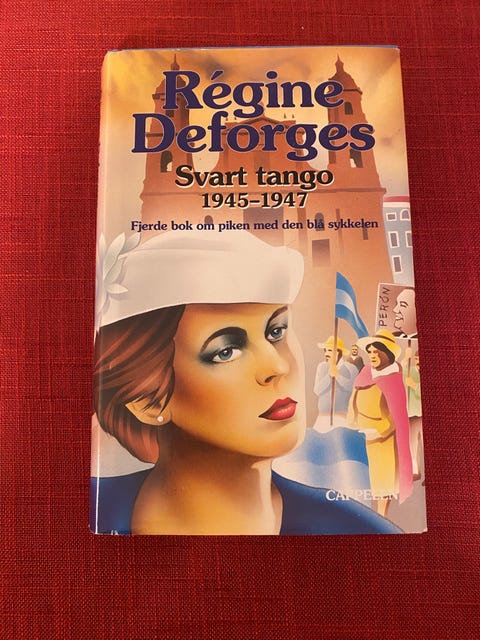 Régine
Deforges
Svart tango
1945–1947
Fjerde bok om piken med den blå sykkelen
PERÓN
CAPPELEN